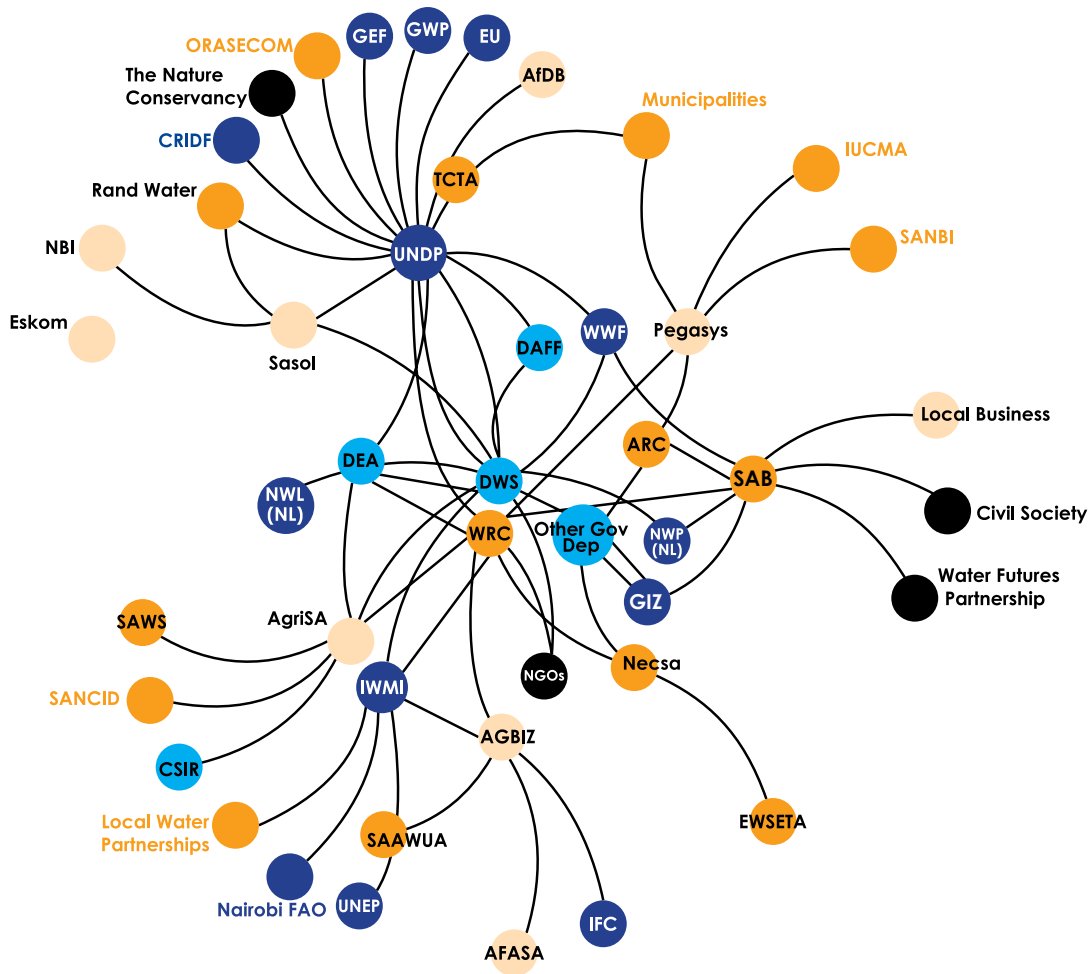 GEF
GWP
EU
ORASECOM
The Nature
Conservancy
AfDB
Municipalities
CRIDF
IUCMA
TCTA
Rand Water
SANBI
NBI
UNDP
Eskom
Sasol
DAFF
WWF
Pegasys
Local Business
DEA
ARC
DWS
SAB
NWL
(NL)
Civil Society
WRC
Other Gov
Dep
NWP
(NL)
Water Futures
Partnership
GIZ
SAWS
AgriSA
Necsa
NGOs
SANCID
IWMI
AGBIZ
CSIR
Local Water
Partnerships
SAAWUA
EWSETA
Nairobi FAO
UNEP
IFC
AFASA